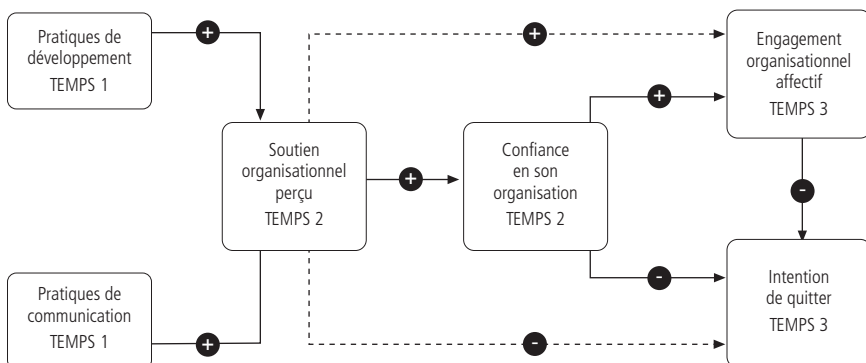 Pratiques de
développement
TEMPS 1
+
+
Engagement
organisationnel
affectif
TEMPS 3
+
Soutien
organisationnel
perçu
TEMPS 2
+
Confiance
en son
organisation
TEMPS 2
-
Pratiques de
communication
TEMPS 1
+
-
-
Intention
de quitter
TEMPS 3